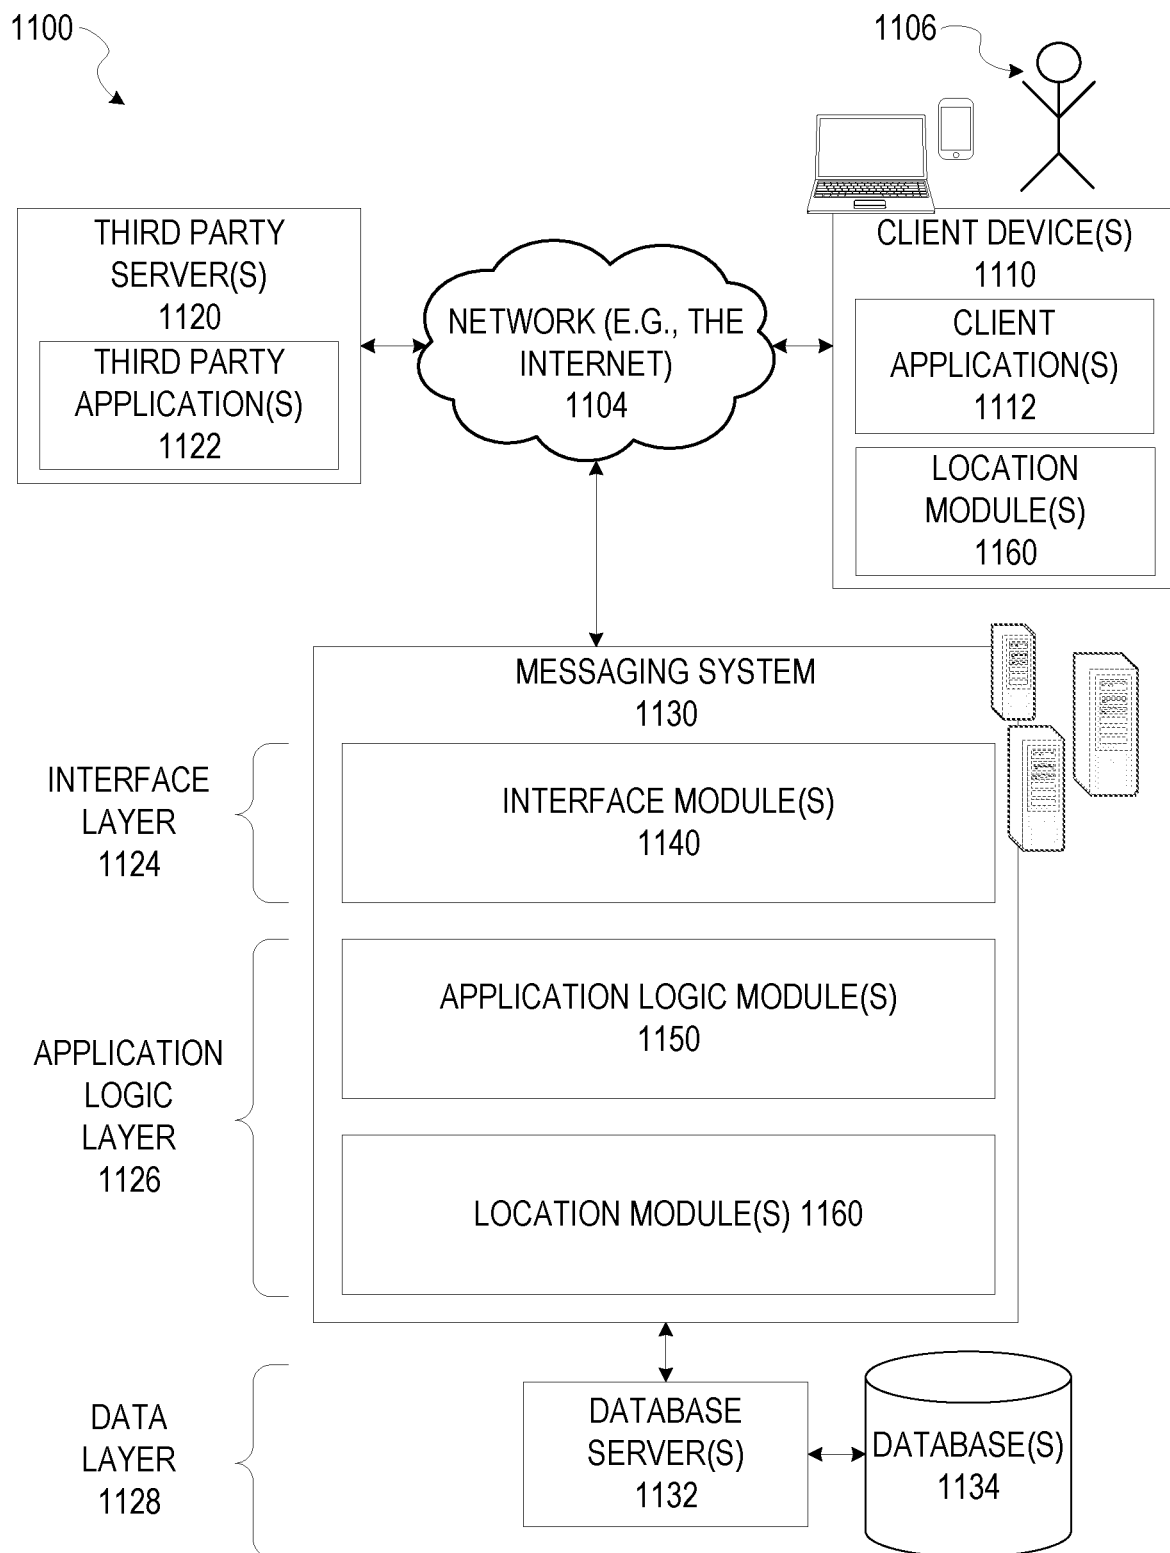 1100
1106
THIRD PARTY
SERVER(S)
1120
THIRD PARTY
APPLICATION(S)
1122
NETWORK (E.G., THE
INTERNET)
1104
CLIENT DEVICE(S)
1110
CLIENT
APPLICATION(S)
1112
LOCATION
MODULE(S)
1160
MESSAGING SYSTEM
1130
INTERFACE
LAYER
1124
INTERFACE MODULE(S)
1140
APPLICATION
LOGIC
LAYER
1126
APPLICATION LOGIC MODULE(S)
1150
LOCATION MODULE(S) 1160
DATA
LAYER
1128
DATABASE
SERVER(S)
1132
DATABASE(S)
1134